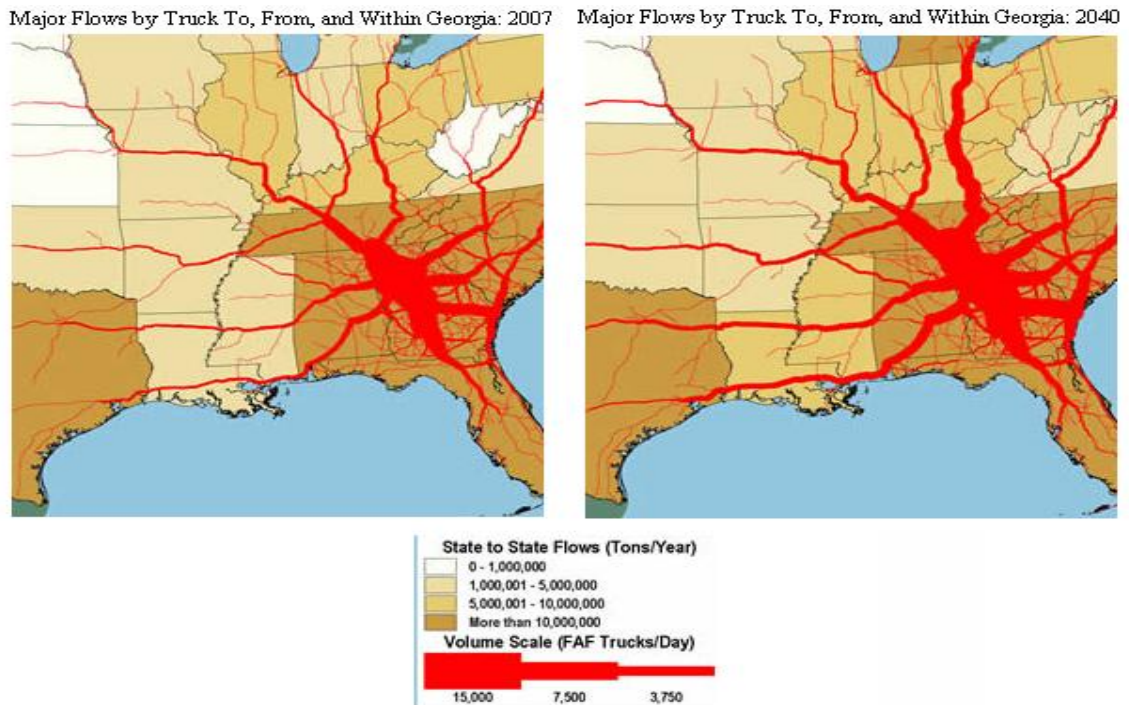 Major Flows by Truck To, From, and Within Georgia: 2007
Major Flows by Truck To, From, and Within Georgia: 2040
State to State Flows (Tons/Year)
0 - 1,000,000
1,000,001 - 5,000,000
5,000,001 - 10,000,000
More than 10,000,000
Volume Scale (FAF Trucks/Day)
15,000 7,500 3,750